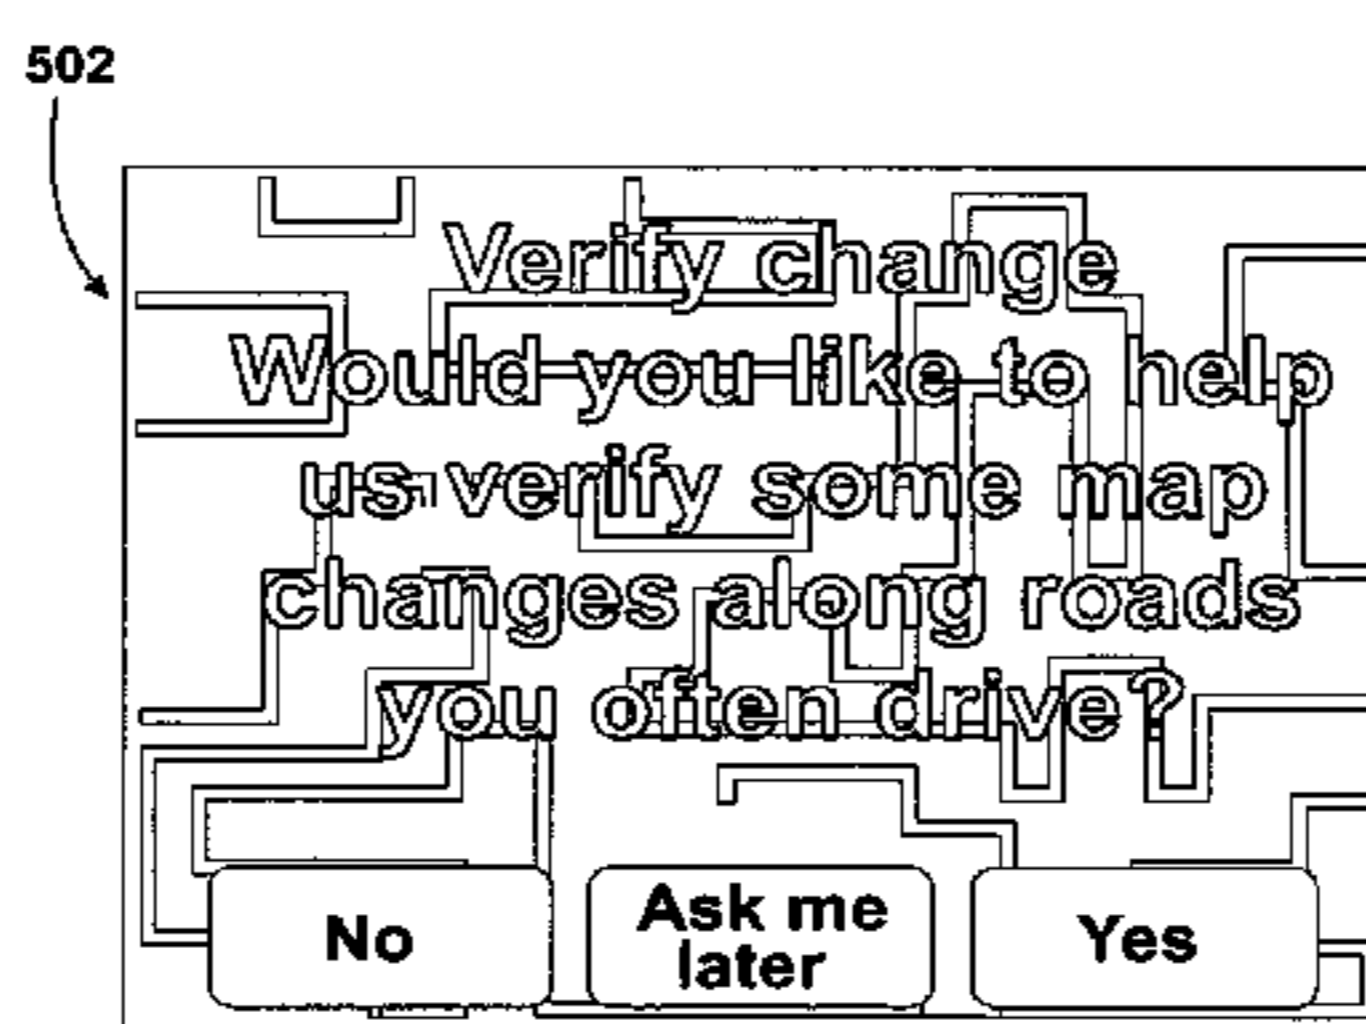 502
Verify change
Would you like to help
us verify some map
changes along roads
you often drive?
No
Ask me
later
Yes